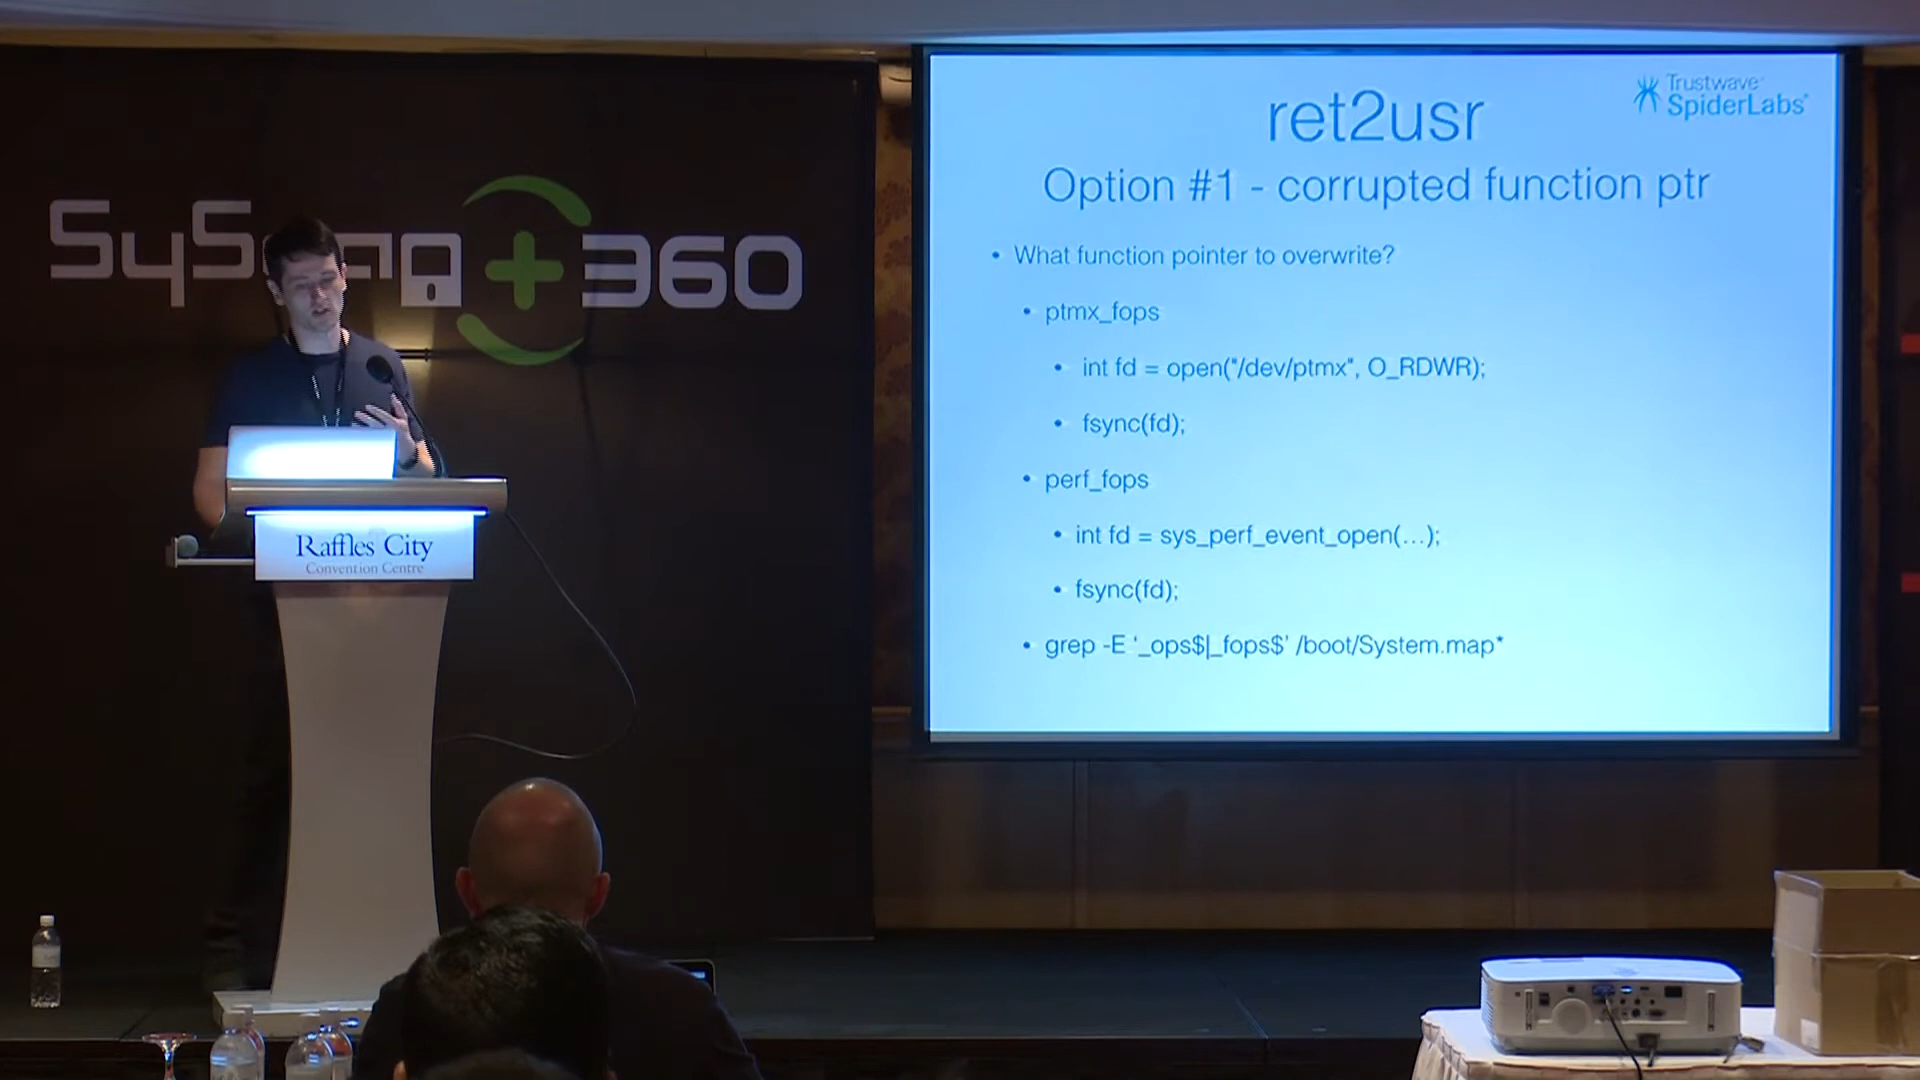 SyScan+360
Raffles City
Convention Centre
Trustwave®
SpiderLabs®
ret2usr
Option #1 - corrupted function ptr
• What function pointer to overwrite?
• ptmx_fops
• int fd = open("/dev/ptmx", O_RDWR);
• fsync(fd);
• perf_fops
• int fd = sys_perf_event_open(...);
• fsync(fd);
• grep -E '_ops$|_fops$' /boot/System.map*